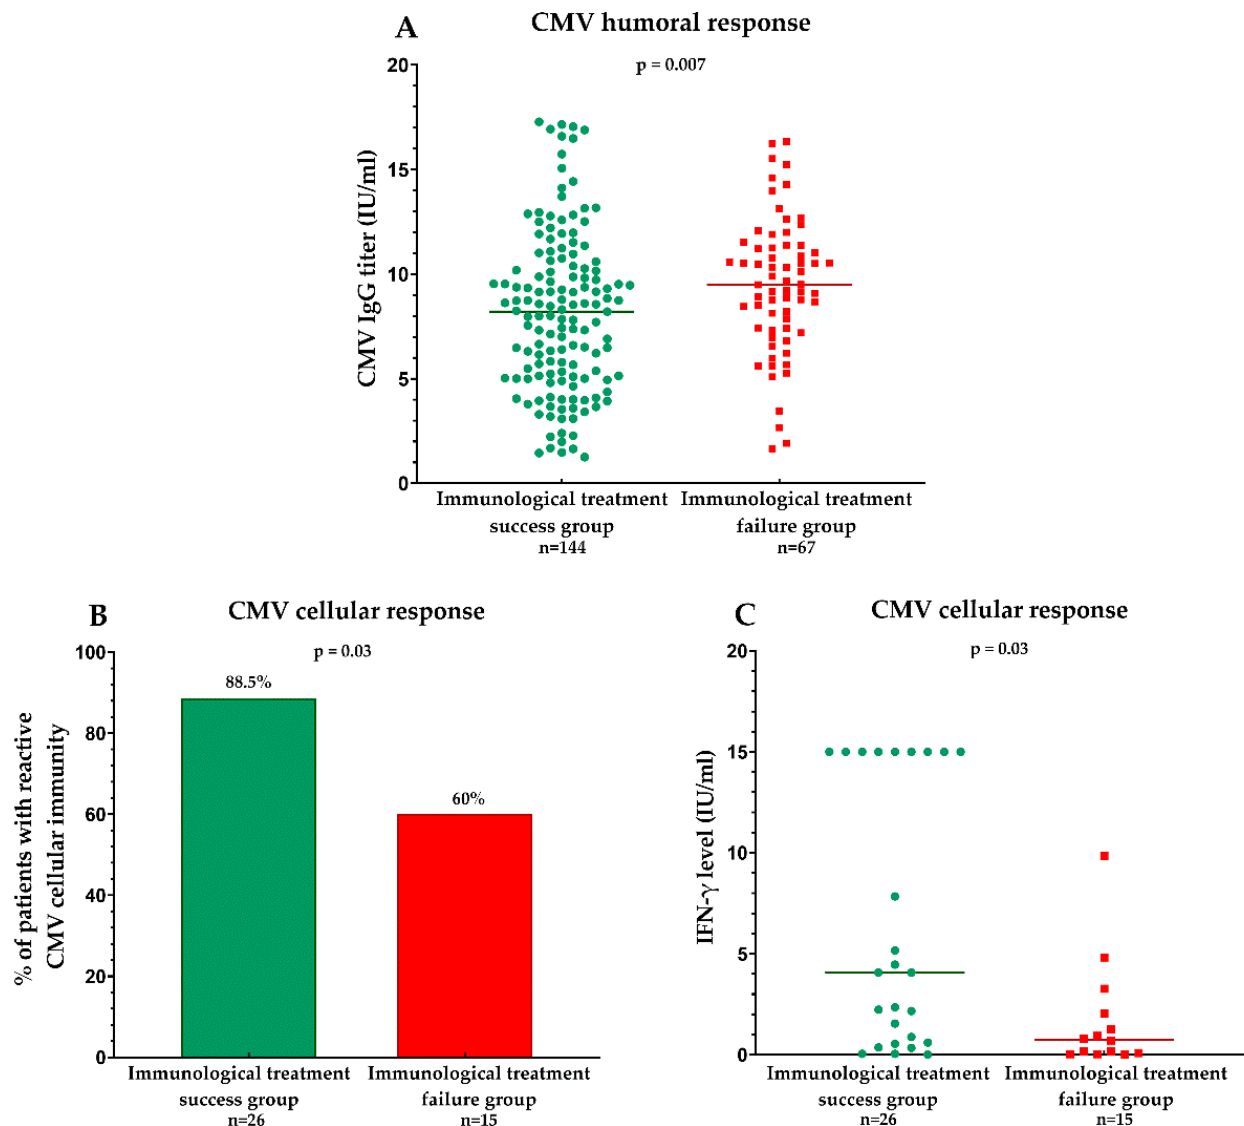 A
CMV humoral response
p = 0.007
CMV IgG titer (IU/ml)
20
15
10
5
0
Immunological treatment
success group
n=144
Immunological treatment
failure group
n=67
B
CMV cellular response
p = 0.03
% of patients with reactive
CMV cellular immunity
100
80
60
40
20
0
88.5%
60%
Immunological treatment
success group
n=26
Immunological treatment
failure group
n=15
C
CMV cellular response
p = 0.03
IFN-γ level (IU/ml)
20
15
10
5
0
Immunological treatment
success group
n=26
Immunological treatment
failure group
n=15